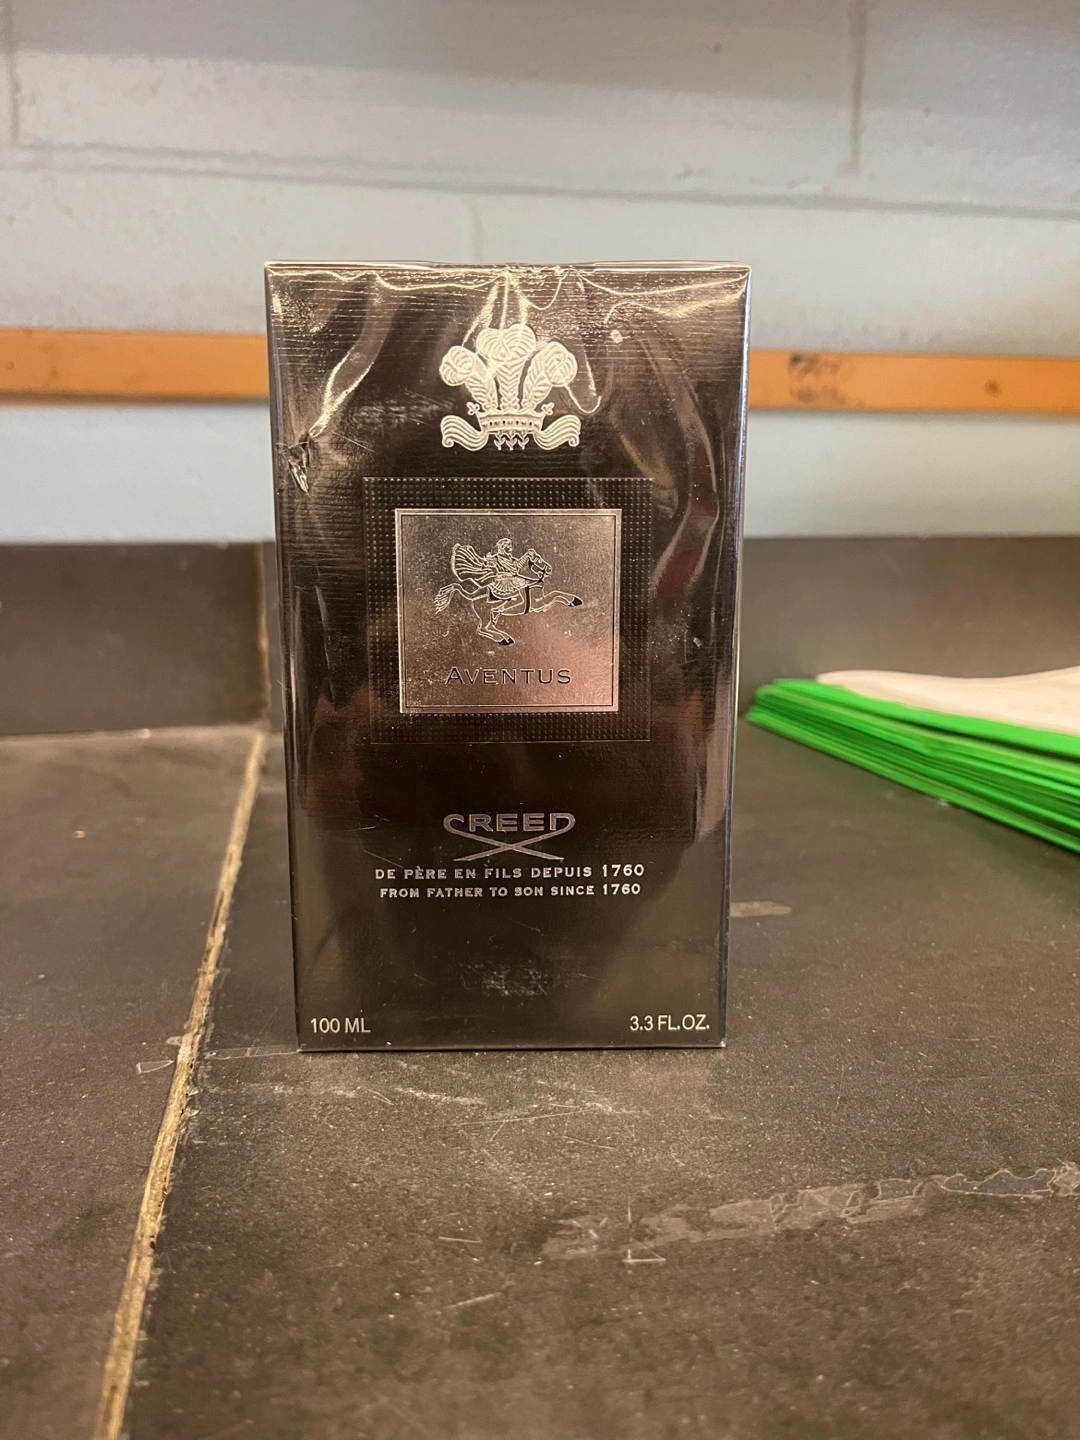 AVENTUS
CREED
DE PÈRE EN FILS DEPUIS 1760
FROM FATHER TO SON SINCE 1760
100 ML
3.3 FL.OZ.